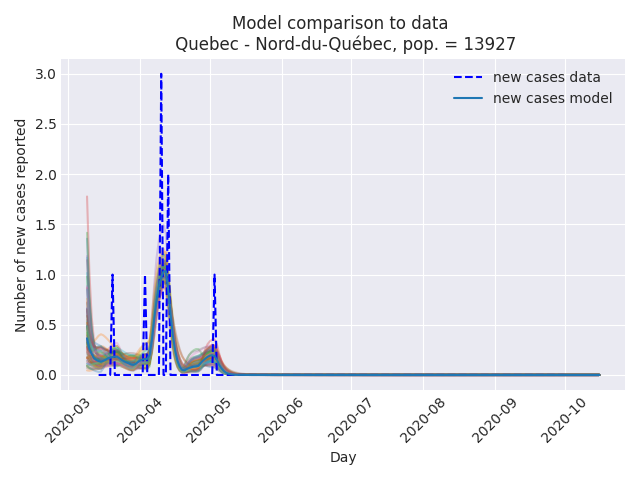 Model comparison to data
Quebec - Nord-du-Québec, pop. = 13927
new cases data
new cases model
Number of new cases reported
3.0
2.5
2.0
1.5
1.0
0.5
0.0
2020-03
2020-04
2020-05
2020-06
2020-07
2020-08
2020-09
2020-10
Day